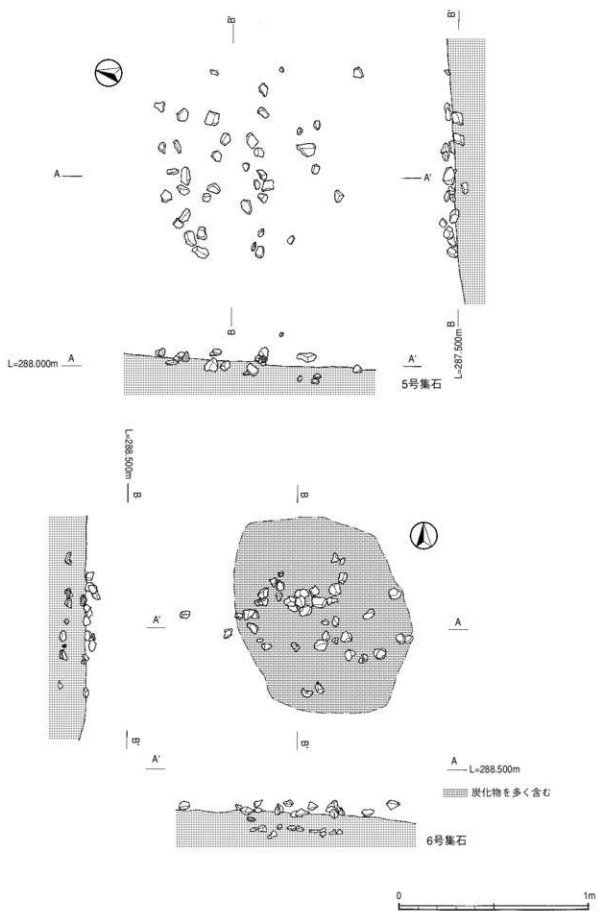 B'
B'
A
A'
B
B
L=287.500m
L=288.000m
A
A'
5号集石
L=288.500m
B
B
A'
A
B'
B'
A'
A
L=288.500m
炭化物を多く含む
6号集石
0
1m